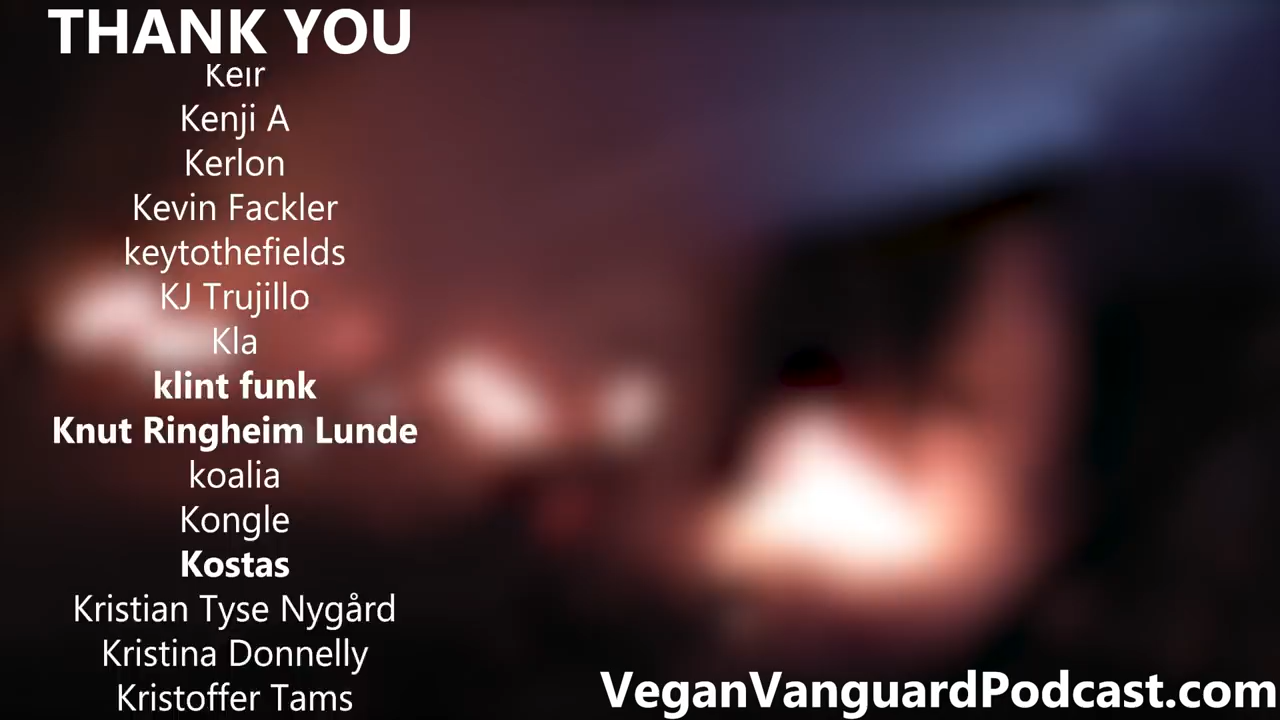 THANK YOU
Keir
Kenji A
Kerlon
Kevin Fackler
keytothefields
KJ Trujillo
Kla
klint funk
Knut Ringheim Lunde
koalia
Kongle
Kostas
Kristian Tyse Nygård
Kristina Donnelly
Kristoffer Tams
VeganVanguardPodcast.com